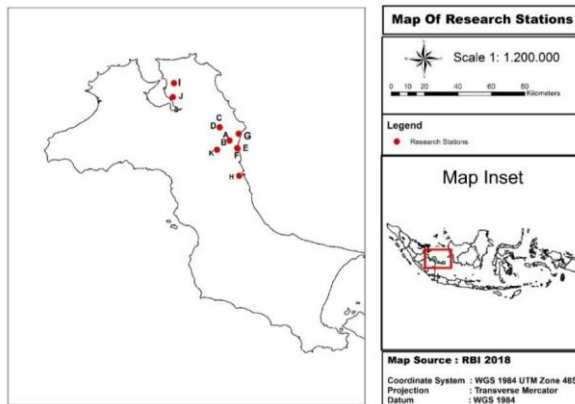 Map Of Research Stations
Scale 1: 1.200.000
0 10 20 40 60 80
Kilometers
Legend
Research Stations
Map Inset
Map Source : RBI 2018
Coordinate System : WGS 1984 UTM Zone 48S
Projection : Transverse Mercator
Datum : WGS 1984
I
J
C
D
A
G
B
E
K
F
H